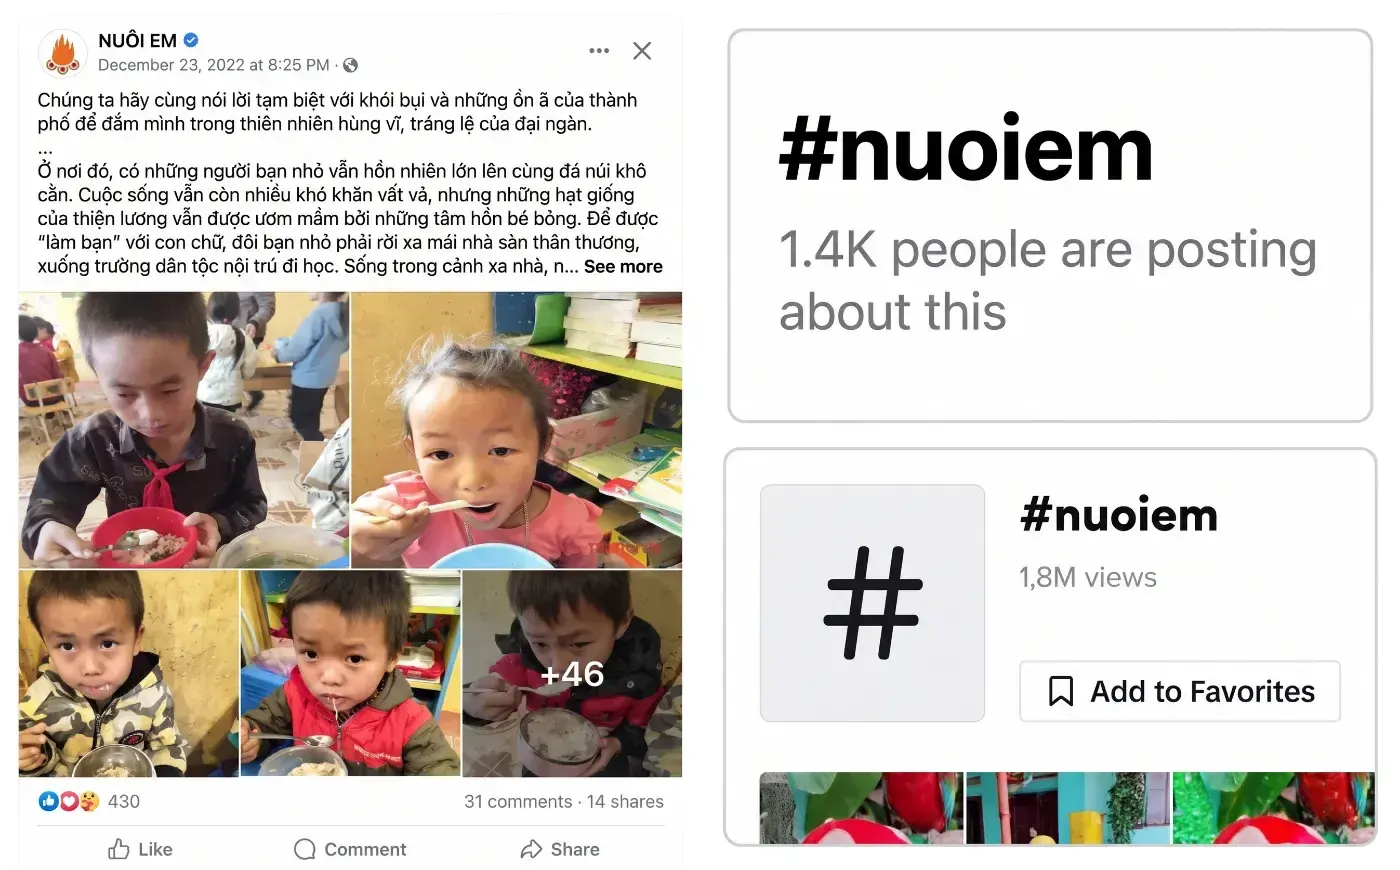 NUÔI EM
December 23, 2022 at 8:25 PM ·
Chúng ta hãy cùng nói lời tạm biệt với khói bụi và những ồn ã của thành
phố để đắm mình trong thiên nhiên hùng vĩ, tráng lệ của đại ngàn.
...
Ở nơi đó, có những người bạn nhỏ vẫn hồn nhiên lớn lên cùng đá núi khô
cằn. Cuộc sống vẫn còn nhiều khó khăn vất vả, nhưng những hạt giống
của thiện lương vẫn được ươm mầm bởi những tâm hồn bé bỏng. Để được
“làm bạn” với con chữ, đôi bạn nhỏ phải rời xa mái nhà sàn thân thương,
xuống trường dân tộc nội trú đi học. Sống trong cảnh xa nhà, n... See more
+46
430
31 comments · 14 shares
Like
Comment
Share
#nuoiem
1.4K people are posting
about this
#nuoiem
1,8M views
Add to Favorites